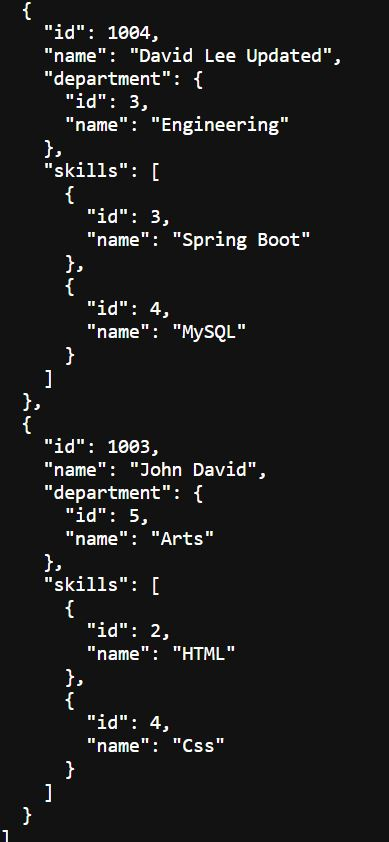 {
"id": 1004,
"name": "David Lee Updated",
"department": {
"id": 3,
"name": "Engineering"
},
"skills": [
{
"id": 3,
"name": "Spring Boot"
},
{
"id": 4,
"name": "MySQL"
}
]
},
{
"id": 1003,
"name": "John David",
"department": {
"id": 5,
"name": "Arts"
},
"skills": [
{
"id": 2,
"name": "HTML"
},
{
"id": 4,
"name": "Css"
}
]
}
]